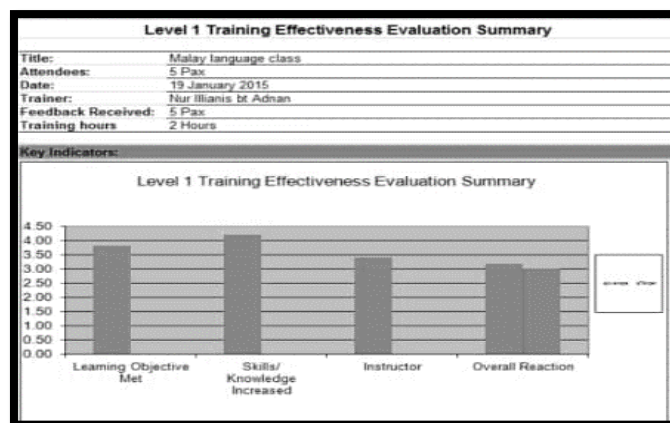 Level 1 Training Effectiveness Evaluation Summary
Title: Malay language class
Attendees: 5 Pax
Date: 19 January 2015
Trainer: Nur Illianis bt Adnan
Feedback Received: 5 Pax
Training hours 2 Hours
Key Indicators:
Level 1 Training Effectiveness Evaluation Summary
4.50
4.00
3.50
3.00
2.50
2.00
1.50
1.00
0.50
0.00
Learning Objective Met
Skills/ Knowledge Increased
Instructor
Overall Reaction